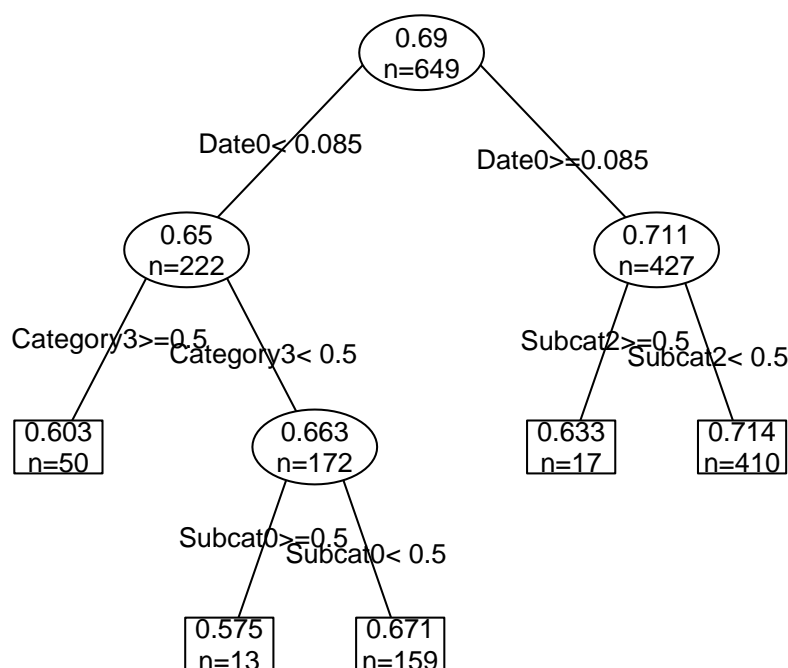 0.69
n=649
Date0< 0.085
Date0>=0.085
0.65
n=222
0.711
n=427
Category3>=0.5
Category3< 0.5
Subcat2>=0.5
Subcat2< 0.5
0.603
n=50
0.663
n=172
0.633
n=17
0.714
n=410
Subcat0>=0.5
Subcat0< 0.5
0.575
n=13
0.671
n=159